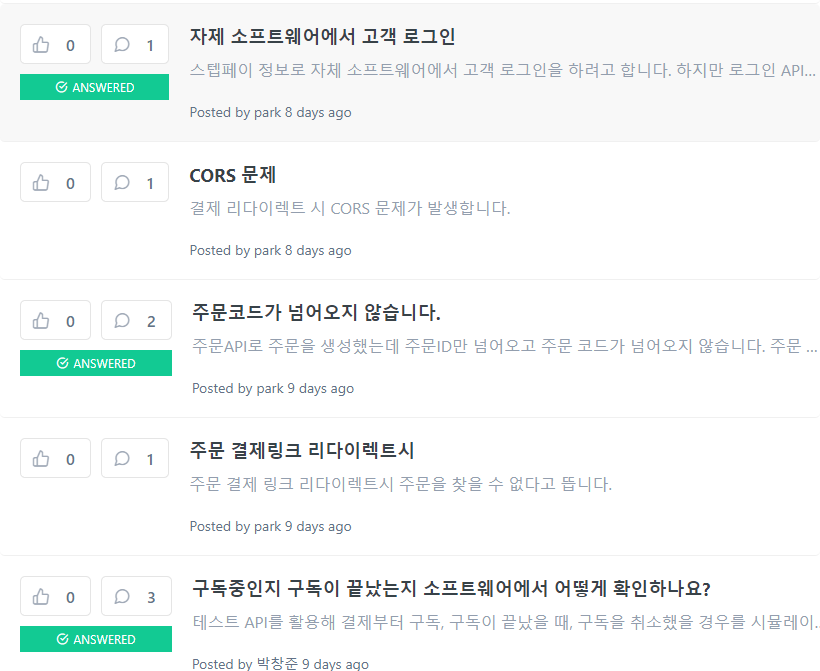 0 1 자제 소프트웨어에서 고객 로그인
스텝페이 정보로 자체 소프트웨어에서 고객 로그인을 하려고 합니다. 하지만 로그인 API...
ANSWERED
Posted by park 8 days ago
0 1 CORS 문제
결제 리다이렉트 시 CORS 문제가 발생합니다.
Posted by park 8 days ago
0 2 주문코드가 넘어오지 않습니다.
주문API로 주문을 생성했는데 주문ID만 넘어오고 주문 코드가 넘어오지 않습니다. 주문 ...
ANSWERED
Posted by park 9 days ago
0 1 주문 결제링크 리다이렉트시
주문 결제 링크 리다이렉트시 주문을 찾을 수 없다고 뜹니다.
Posted by park 9 days ago
0 3 구독중인지 구독이 끝났는지 소프트웨어에서 어떻게 확인하나요?
테스트 API를 활용해 결제부터 구독, 구독이 끝났을 때, 구독을 취소했을 경우를 시뮬레이...
ANSWERED
Posted by 박창준 9 days ago